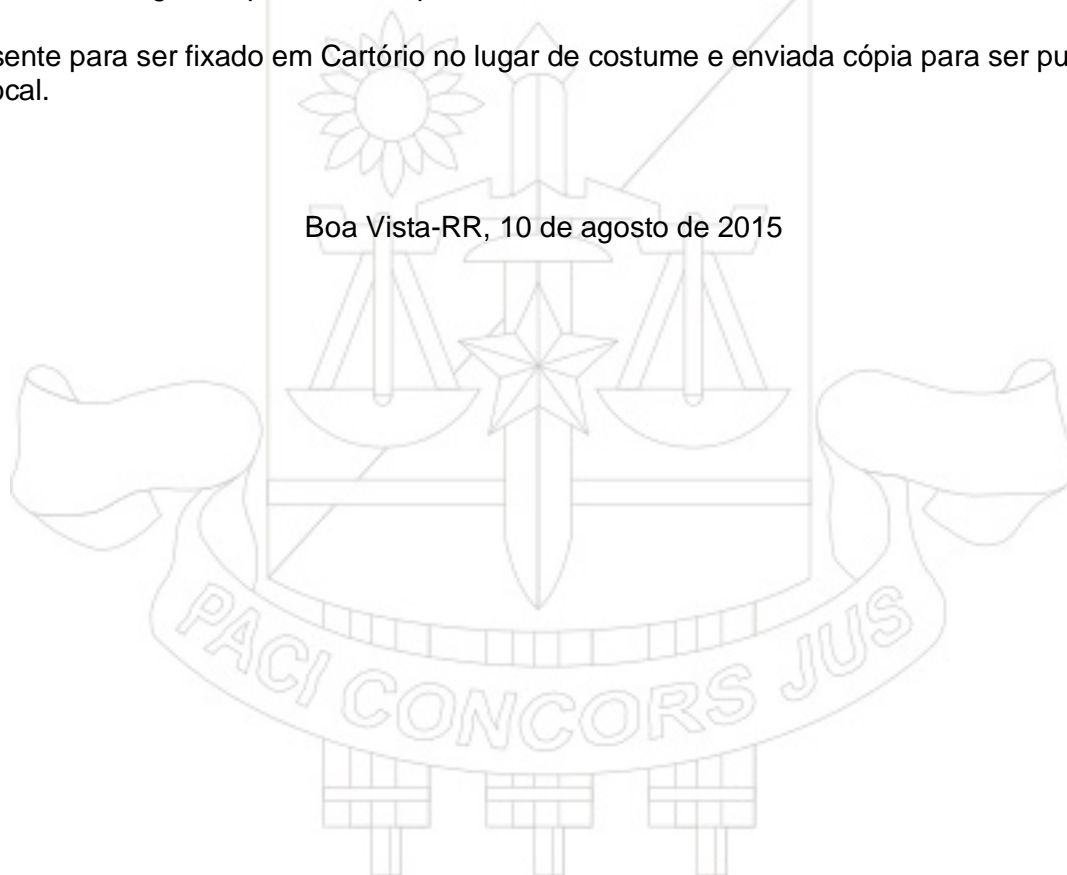 sente para ser fixado em Cartório no lugar de costume e enviada cópia para ser pu
ocal.
Boa Vista-RR, 10 de agosto de 2015
PACI CONCORS JUS